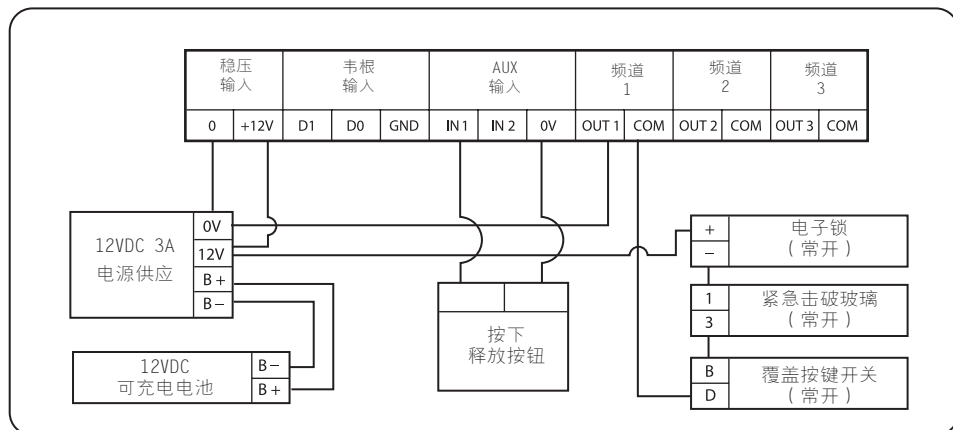 稳压
输入
韦根
输入
AUX
输入
频道
1
频道
2
频道
3
0
+12V
D1
D0
GND
IN 1
IN 2
0V
OUT 1
COM
OUT 2
COM
OUT 3
COM
12VDC 3A
电源供应
0V
12V
B+
B−
12VDC
可充电电池
B−
B+
按下
释放按钮
+
−
电子锁
(常开)
1
3
紧急击破玻璃
(常开)
B
D
覆盖按键开关
(常开)